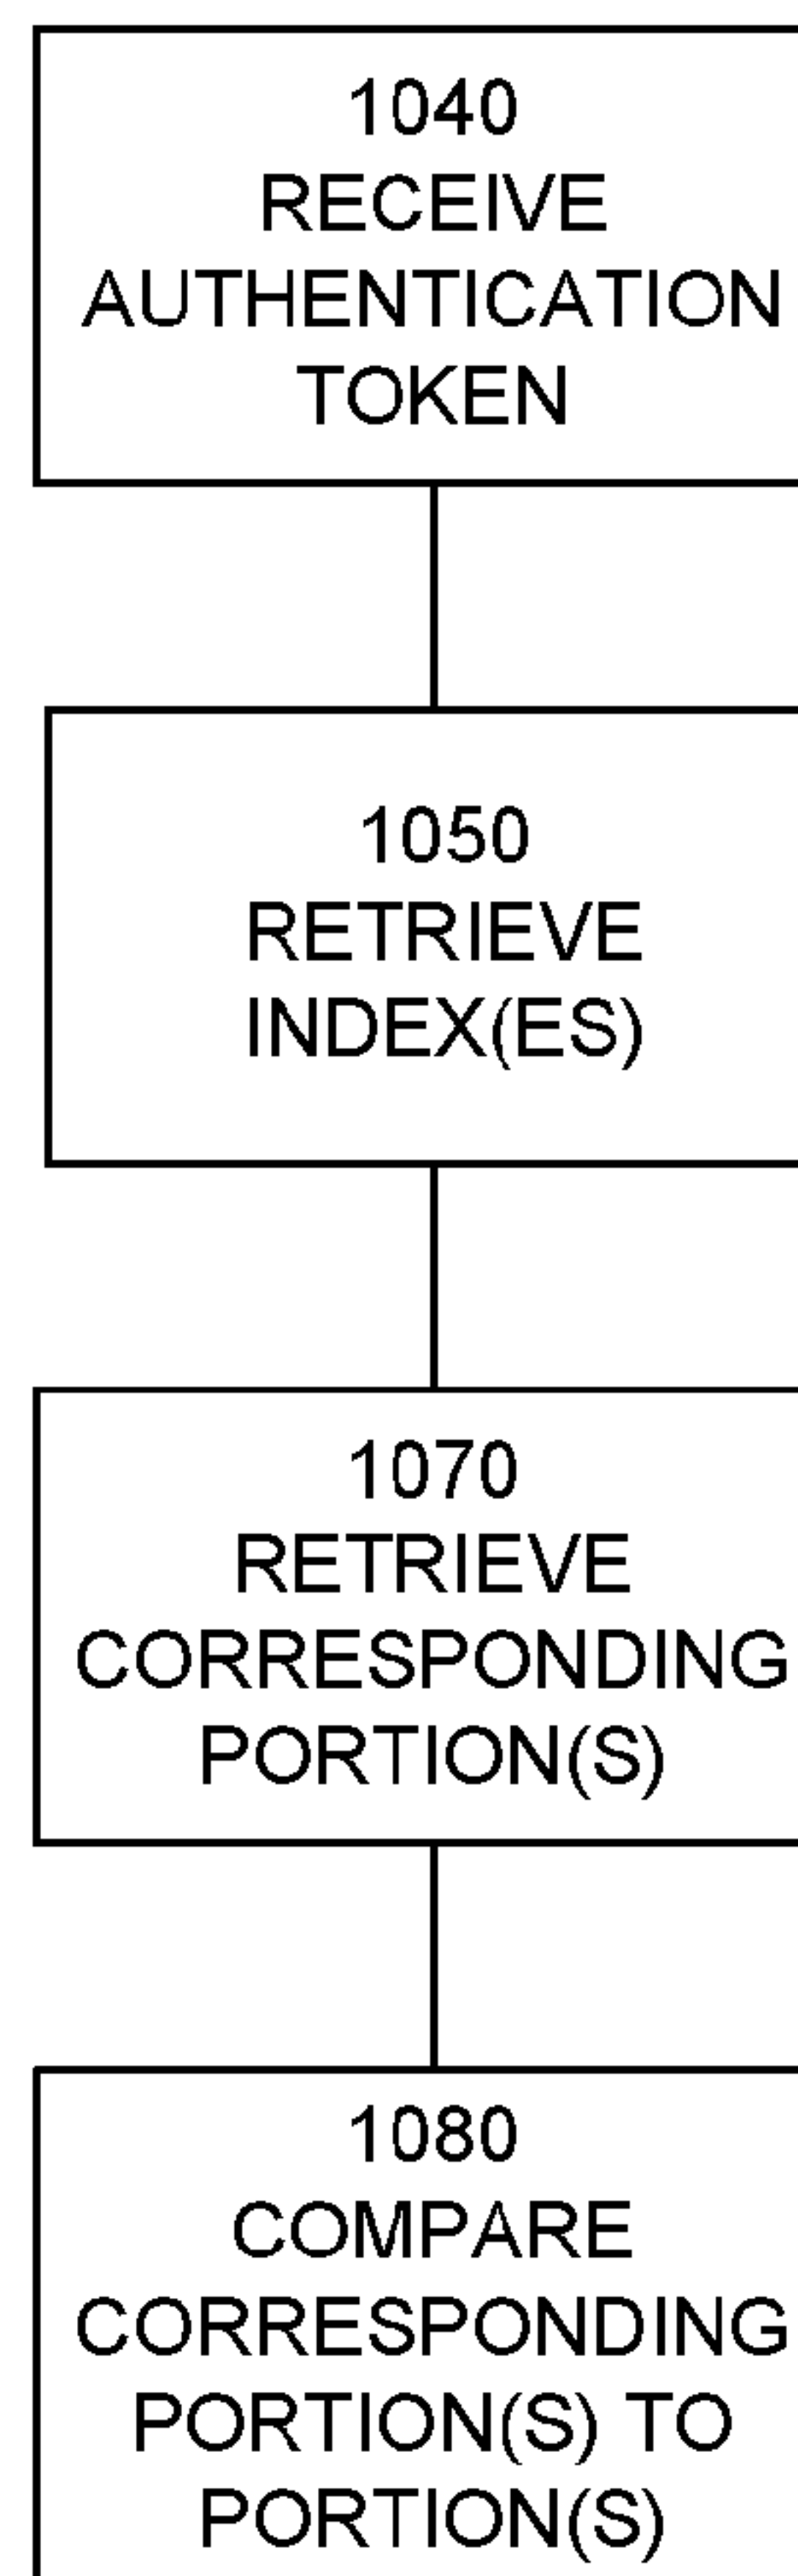 1040
RECEIVE
AUTHENTICATION
TOKEN
1050
RETRIEVE
INDEX(ES)
1070
RETRIEVE
CORRESPONDING
PORTION(S)
1080
COMPARE
CORRESPONDING
PORTION(S) TO
PORTION(S)